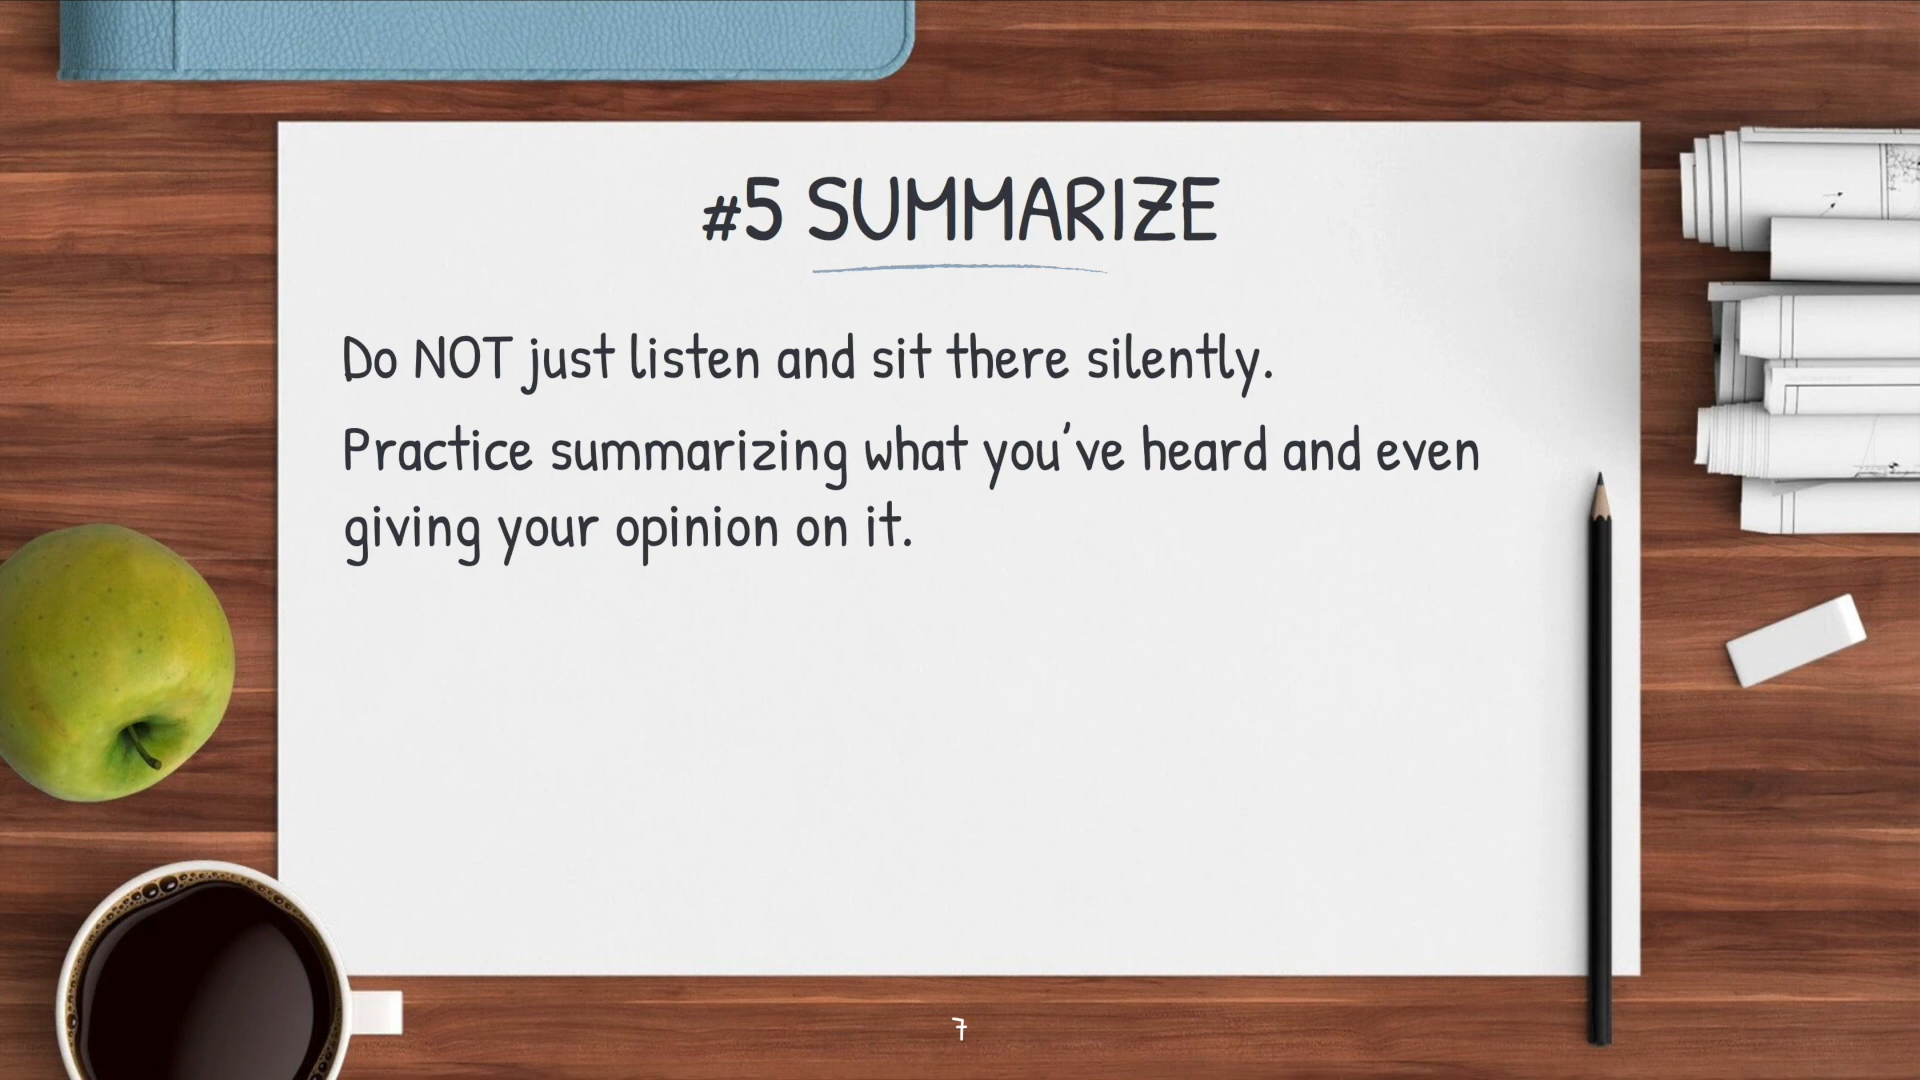 #5 SUMMARIZE
Do NOT just listen and sit there silently.
Practice summarizing what you've heard and even
giving your opinion on it.
7